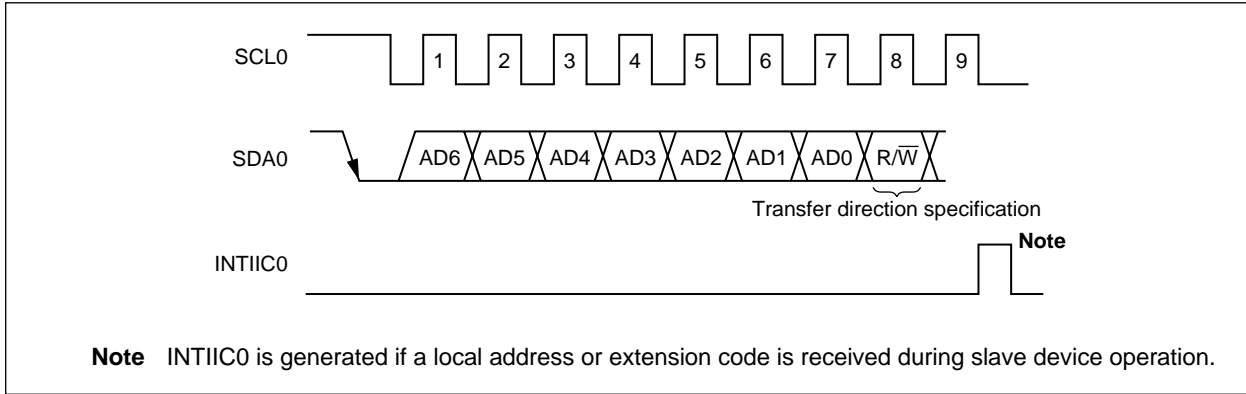 SCL0 1 2 3 4 5 6 7 8 9
SDA0 AD6 AD5 AD4 AD3 AD2 AD1 AD0 R/W̅
Transfer direction specification
Note
INTIIC0
Note INTIIC0 is generated if a local address or extension code is received during slave device operation.